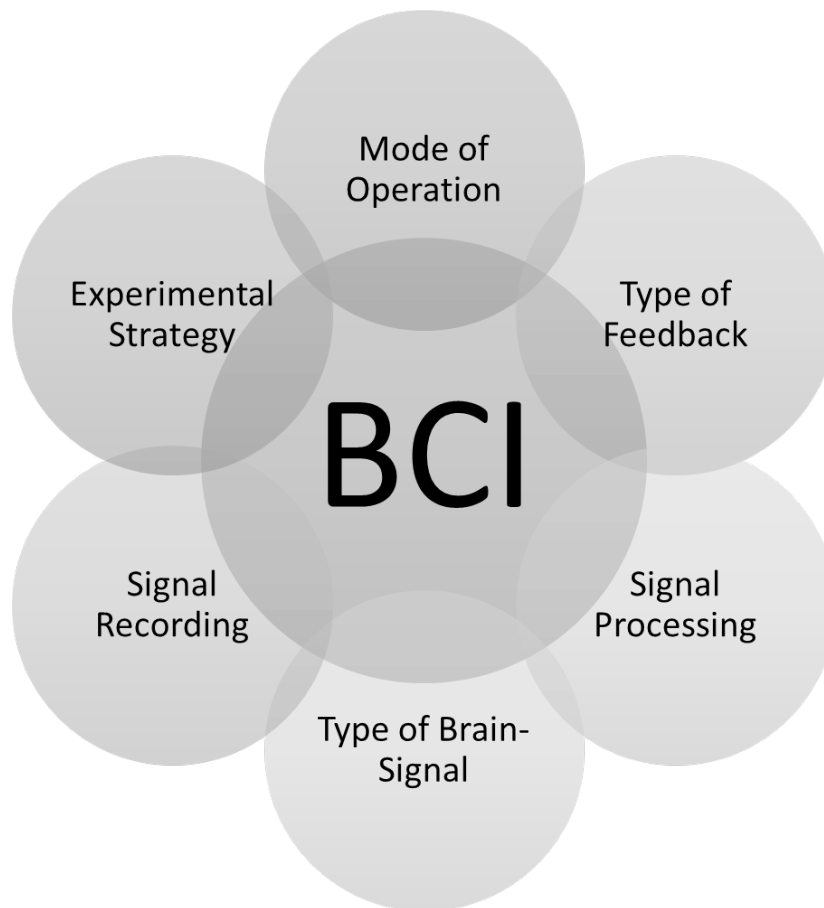 Mode of
Operation
Experimental
Strategy
Type of
Feedback
BCI
Signal
Recording
Signal
Processing
Type of Brain-
Signal